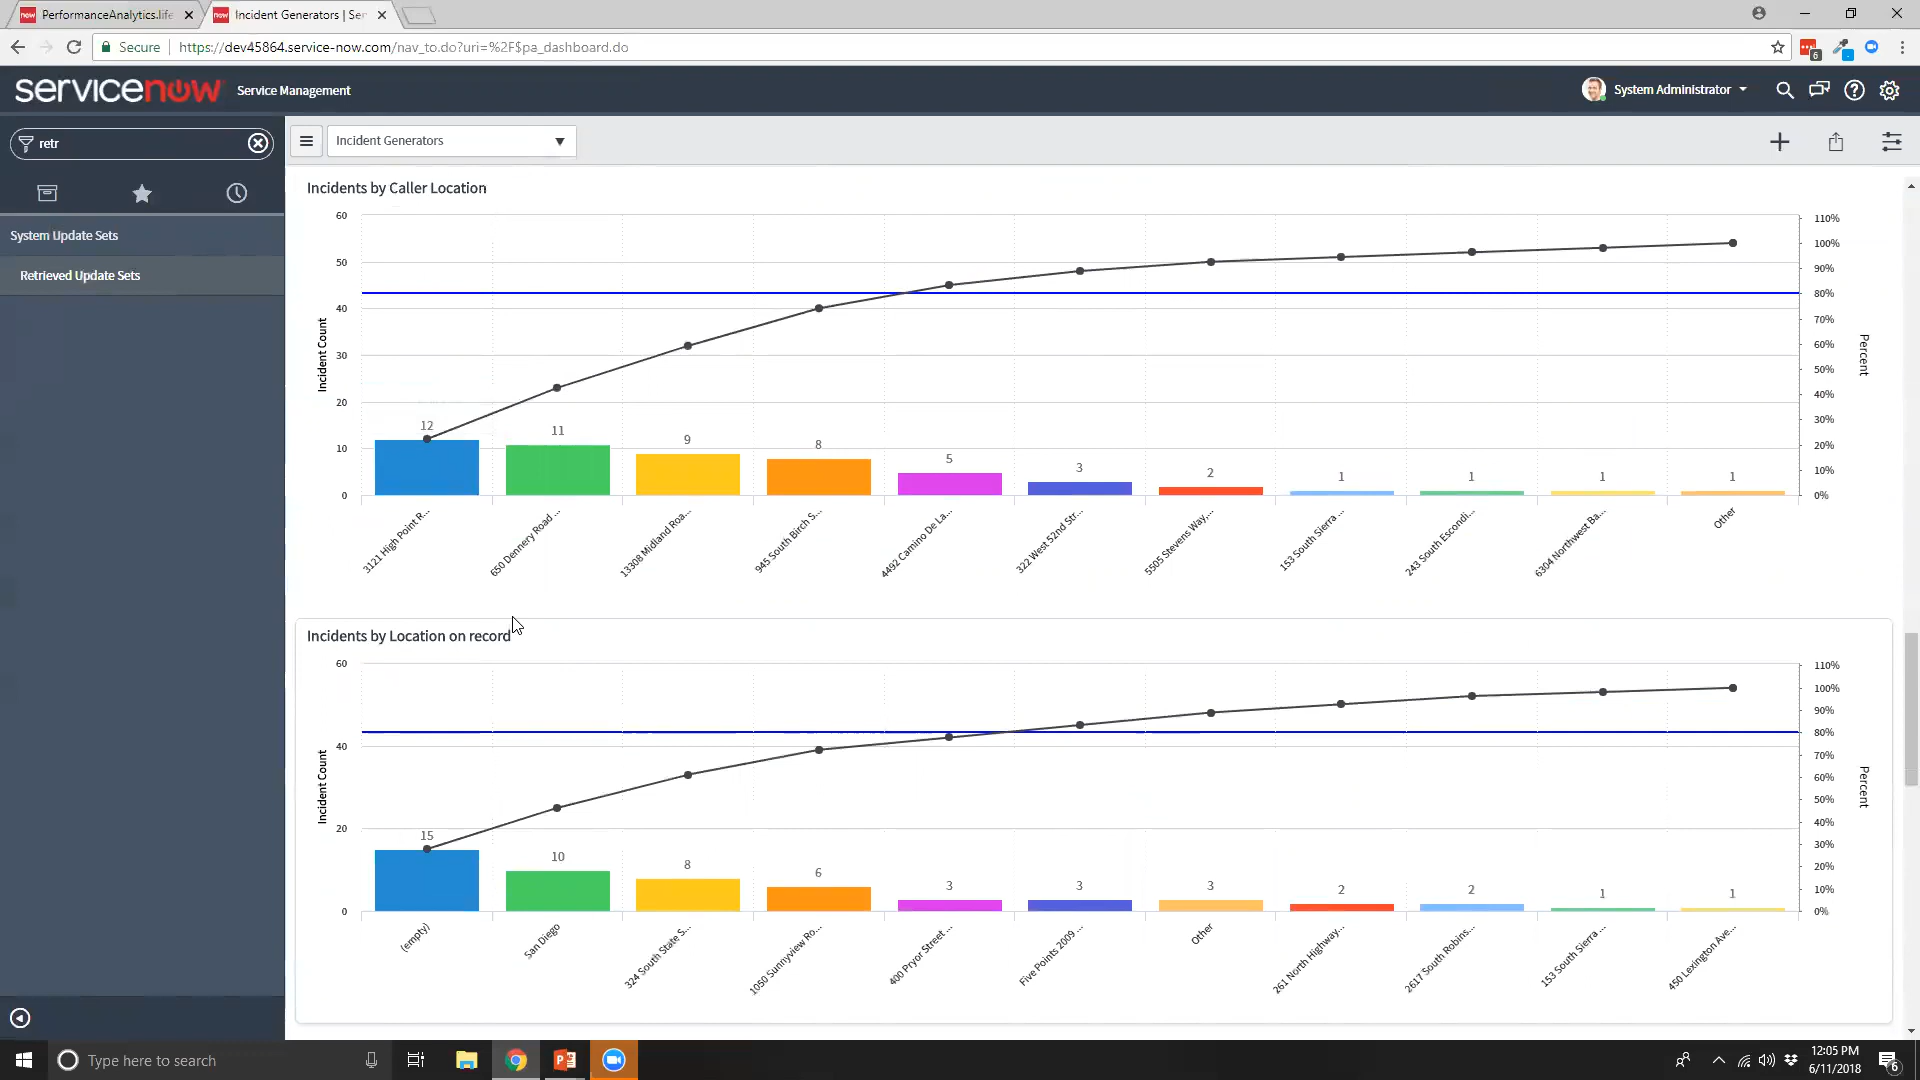 PerformanceAnalytics.life
Incident Generators | Ser
Secure
https://dev45864.service-now.com/nav_to.do?uri=%2F$pa_dashboard.do
6
servicenow
Service Management
System Administrator
retr
Incident Generators
System Update Sets
Retrieved Update Sets
Incidents by Caller Location
60
50
40
30
20
10
0
Incident Count
12
11
9
8
5
3
2
1
1
1
1
110%
100%
90%
80%
70%
60%
50%
40%
30%
20%
10%
0%
Percent
3121 High Point R...
650 Dennery Road ...
13308 Midland Roa...
945 South Birch S...
4492 Camino De La...
322 West 52nd Str...
5505 Stevens Way,...
153 South Sierra ...
243 South Escondi...
6304 Northwest Ba...
Other
Incidents by Location on record
60
40
20
0
Incident Count
15
10
8
6
3
3
3
2
2
1
1
110%
100%
90%
80%
70%
60%
50%
40%
30%
20%
10%
0%
Percent
(empty)
San Diego
324 South State S...
1050 Sunnyview Ro...
400 Pryor Street ...
Five Points 2009 ...
Other
261 North Highway...
2617 South Robins...
153 South Sierra ...
450 Lexington Ave...
Type here to search
12:05 PM
6/11/2018
6